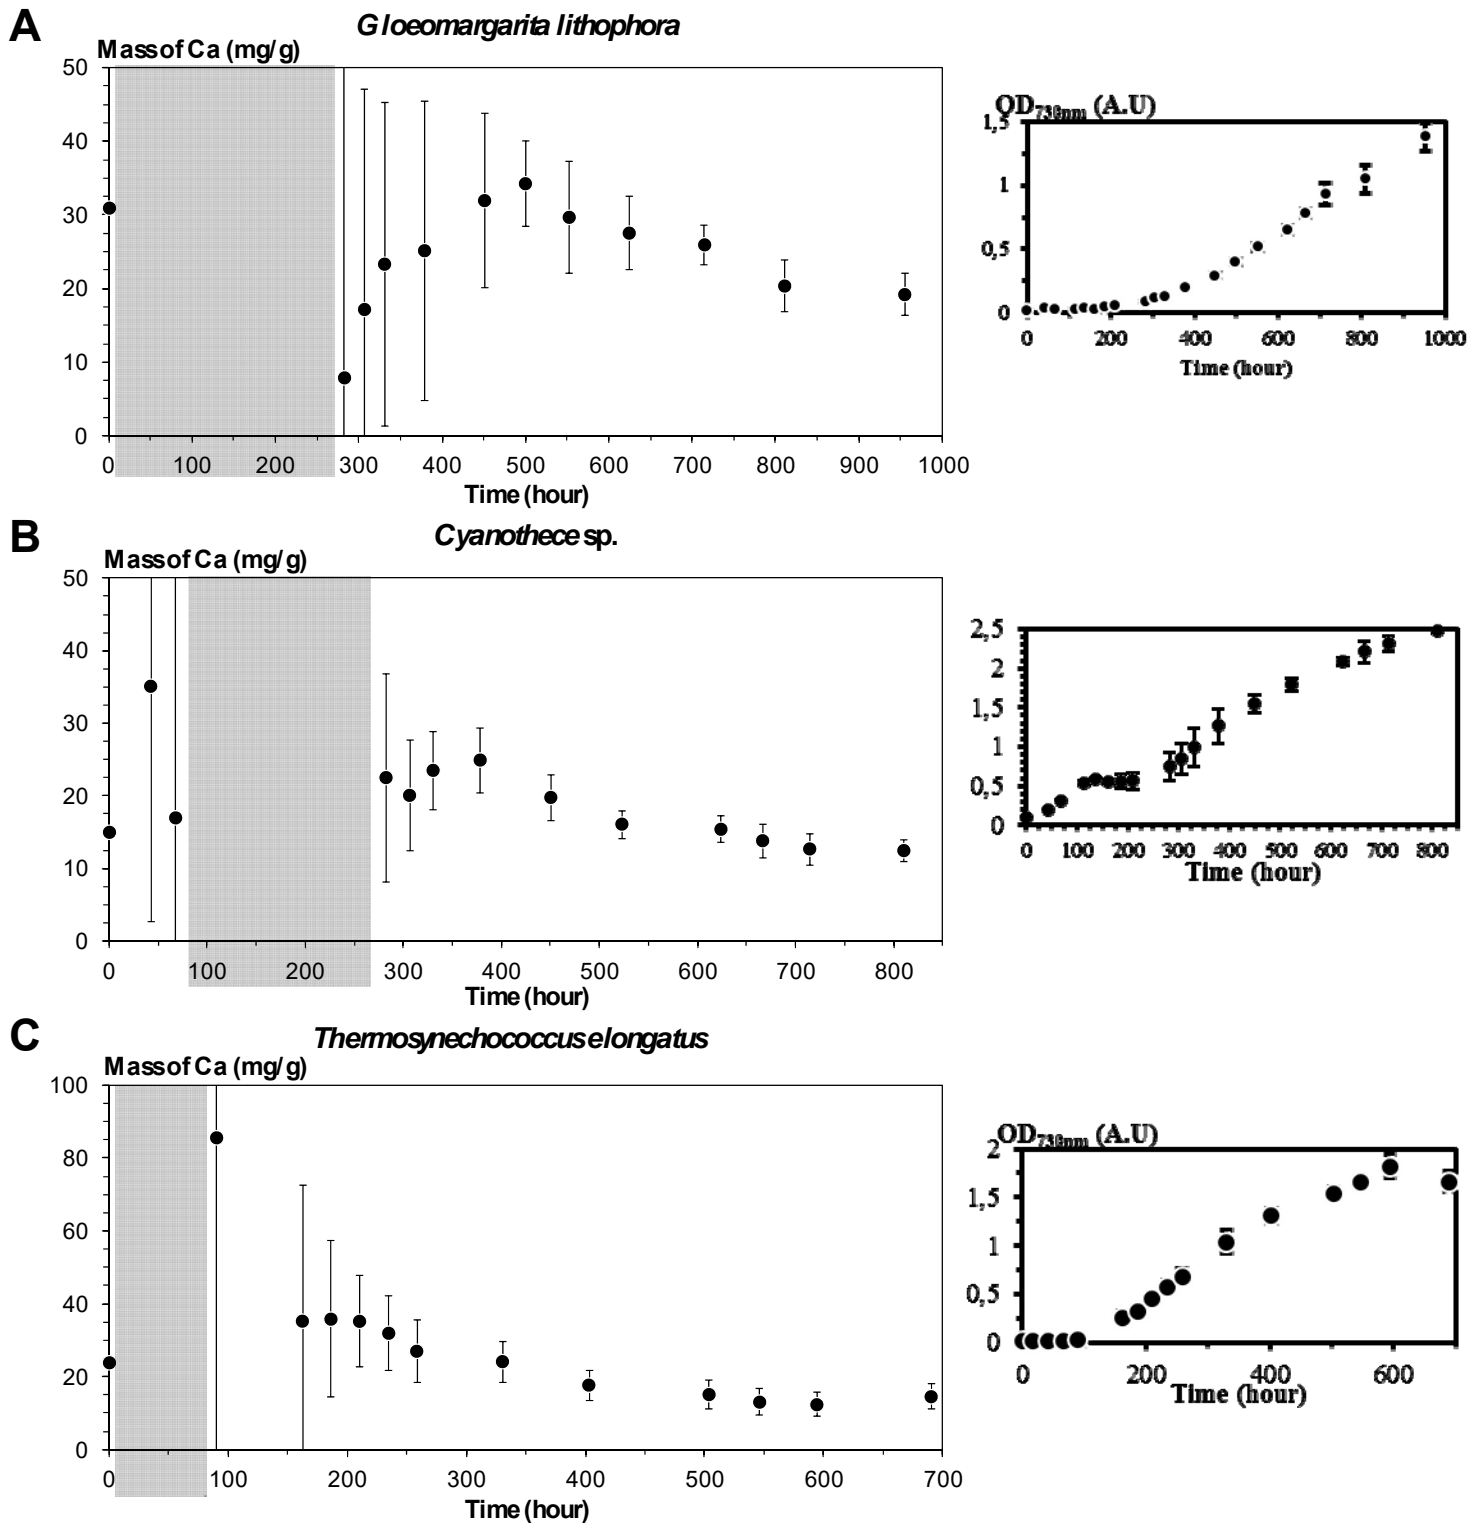 A
Gloeomargarita lithophora
Mass of Ca (mg/g)
50
40
30
20
10
0
0 100 200 300 400 500 600 700 800 900 1000
Time (hour)
OD730nm (A.U)
1,5
1
0,5
0
0 200 400 600 800 1000
Time (hour)
B
Cyanothece sp.
Mass of Ca (mg/g)
50
40
30
20
10
0
0 100 200 300 400 500 600 700 800
Time (hour)
2,5
2
1,5
1
0,5
0
0 100 200 300 400 500 600 700 800
Time (hour)
C
Thermosynechococcus elongatus
Mass of Ca (mg/g)
100
80
60
40
20
0
0 100 200 300 400 500 600 700
Time (hour)
OD730nm (A.U)
2
1,5
1
0,5
0
0 200 400 600
Time (hour)